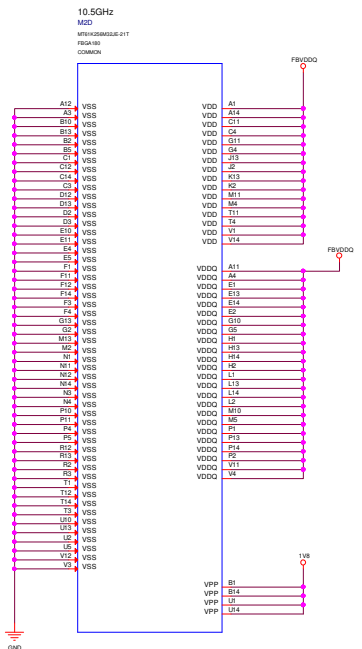 10.5GHz
M2D
MT61K256M32JE-21T
FBGA180
COMMON
A12 VSS
A3 VSS
B10 VSS
B13 VSS
B2 VSS
B5 VSS
C1 VSS
C12 VSS
C14 VSS
C3 VSS
D12 VSS
D13 VSS
D2 VSS
D3 VSS
E10 VSS
E11 VSS
E4 VSS
E5 VSS
F1 VSS
F11 VSS
F12 VSS
F14 VSS
F3 VSS
F4 VSS
G13 VSS
G2 VSS
M13 VSS
M2 VSS
N1 VSS
N11 VSS
N12 VSS
N14 VSS
N3 VSS
N4 VSS
P10 VSS
P11 VSS
P4 VSS
P5 VSS
R12 VSS
R13 VSS
R2 VSS
R3 VSS
T1 VSS
T12 VSS
T14 VSS
T3 VSS
U10 VSS
U13 VSS
U2 VSS
U5 VSS
V12 VSS
V3 VSS
GND
FBVDDQ
VDD A1
VDD A14
VDD C11
VDD C4
VDD G11
VDD G4
VDD J13
VDD J2
VDD K13
VDD K2
VDD M11
VDD M4
VDD T11
VDD T4
VDD V1
VDD V14
FBVDDQ
VDDQ A11
VDDQ A4
VDDQ E1
VDDQ E13
VDDQ E14
VDDQ E2
VDDQ G10
VDDQ G5
VDDQ H1
VDDQ H13
VDDQ H14
VDDQ H2
VDDQ L1
VDDQ L13
VDDQ L14
VDDQ L2
VDDQ M10
VDDQ M5
VDDQ P1
VDDQ P13
VDDQ P14
VDDQ P2
VDDQ V11
VDDQ V4
1V8
VPP B1
VPP B14
VPP U1
VPP U14